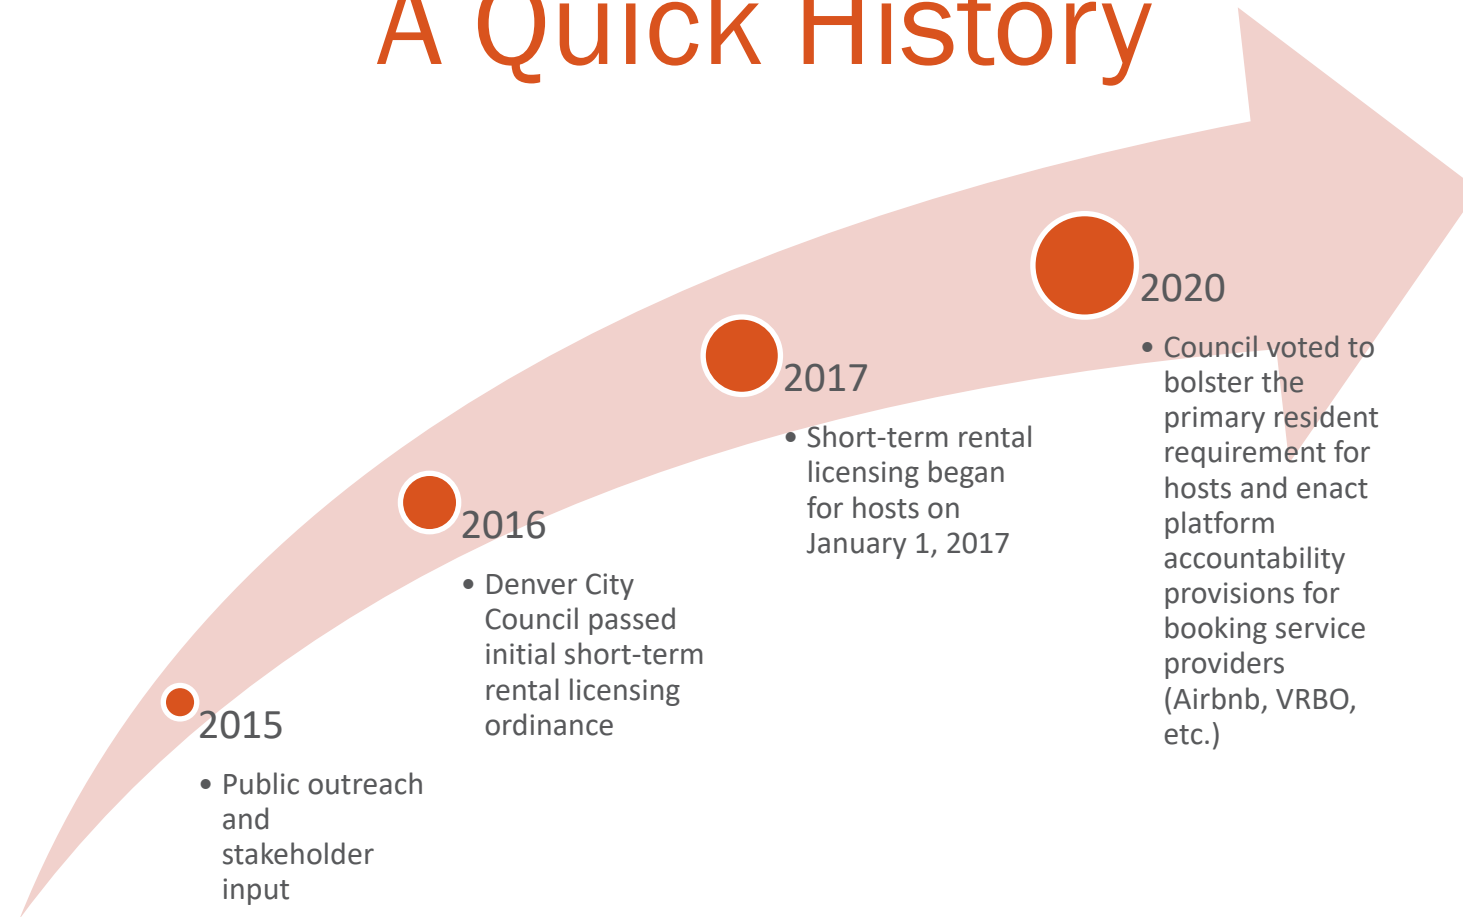 A Quick History
2015
• Public outreach
and
stakeholder
input
2016
• Denver City
Council passed
initial short-term
rental licensing
ordinance
2017
• Short-term rental
licensing began
for hosts on
January 1, 2017
2020
• Council voted to
bolster the
primary resident
requirement for
hosts and enact
platform
accountability
provisions for
booking service
providers
(Airbnb, VRBO,
etc.)